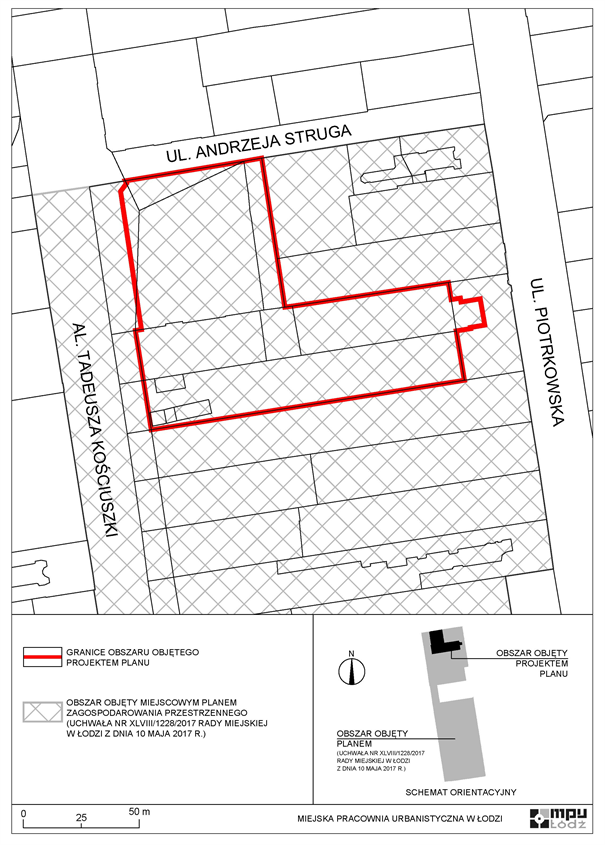 UL. ANDRZEJA STRUGA
UL. PIOTRKOWSKA
AL. TADEUSZA KOŚCIUSZKI
GRANICE OBSZARU OBJĘTEGO
PROJEKTEM PLANU
OBSZAR OBJĘTY MIEJSCOWYM PLANEM
ZAGOSPODAROWANIA PRZESTRZENNEGO
(UCHWAŁA NR XLVIII/1228/2017 RADY MIEJSKIEJ
W ŁODZI Z DNIA 10 MAJA 2017 R.)
N
OBSZAR OBJĘTY
PROJEKTEM
PLANU
OBSZAR OBJĘTY
PLANEM
(UCHWAŁA NR XLVIII/1228/2017
RADY MIEJSKIEJ W ŁODZI
Z DNIA 10 MAJA 2017 R.)
SCHEMAT ORIENTACYJNY
0 25 50 m
MIEJSKA PRACOWNIA URBANISTYCZNA W ŁODZI
mpu
Łódź